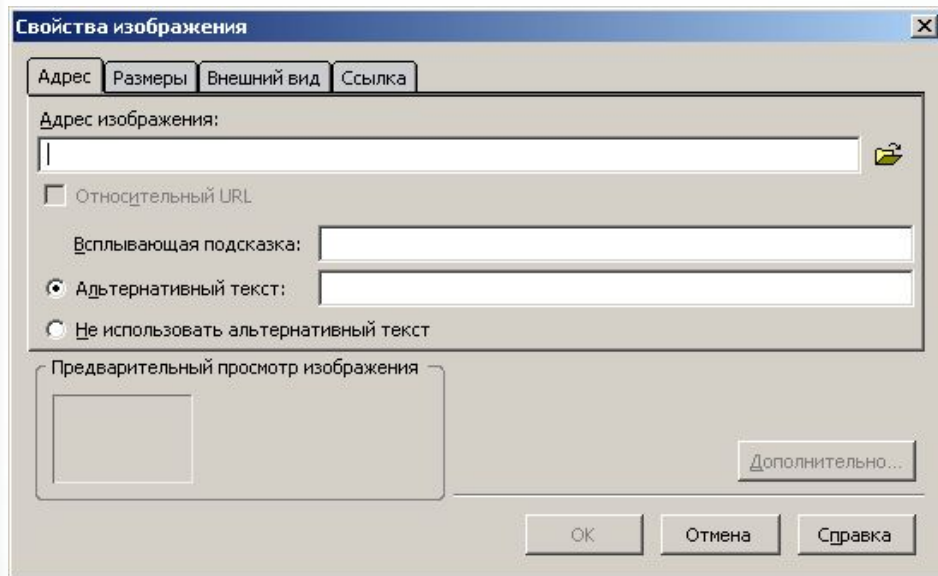 Свойства изображения
Адрес Размеры Внешний вид Ссылка
Адрес изображения:
Относительный URL
Всплывающая подсказка:
Альтернативный текст:
Не использовать альтернативный текст
Предварительный просмотр изображения
Дополнительно...
OK Отмена Справка